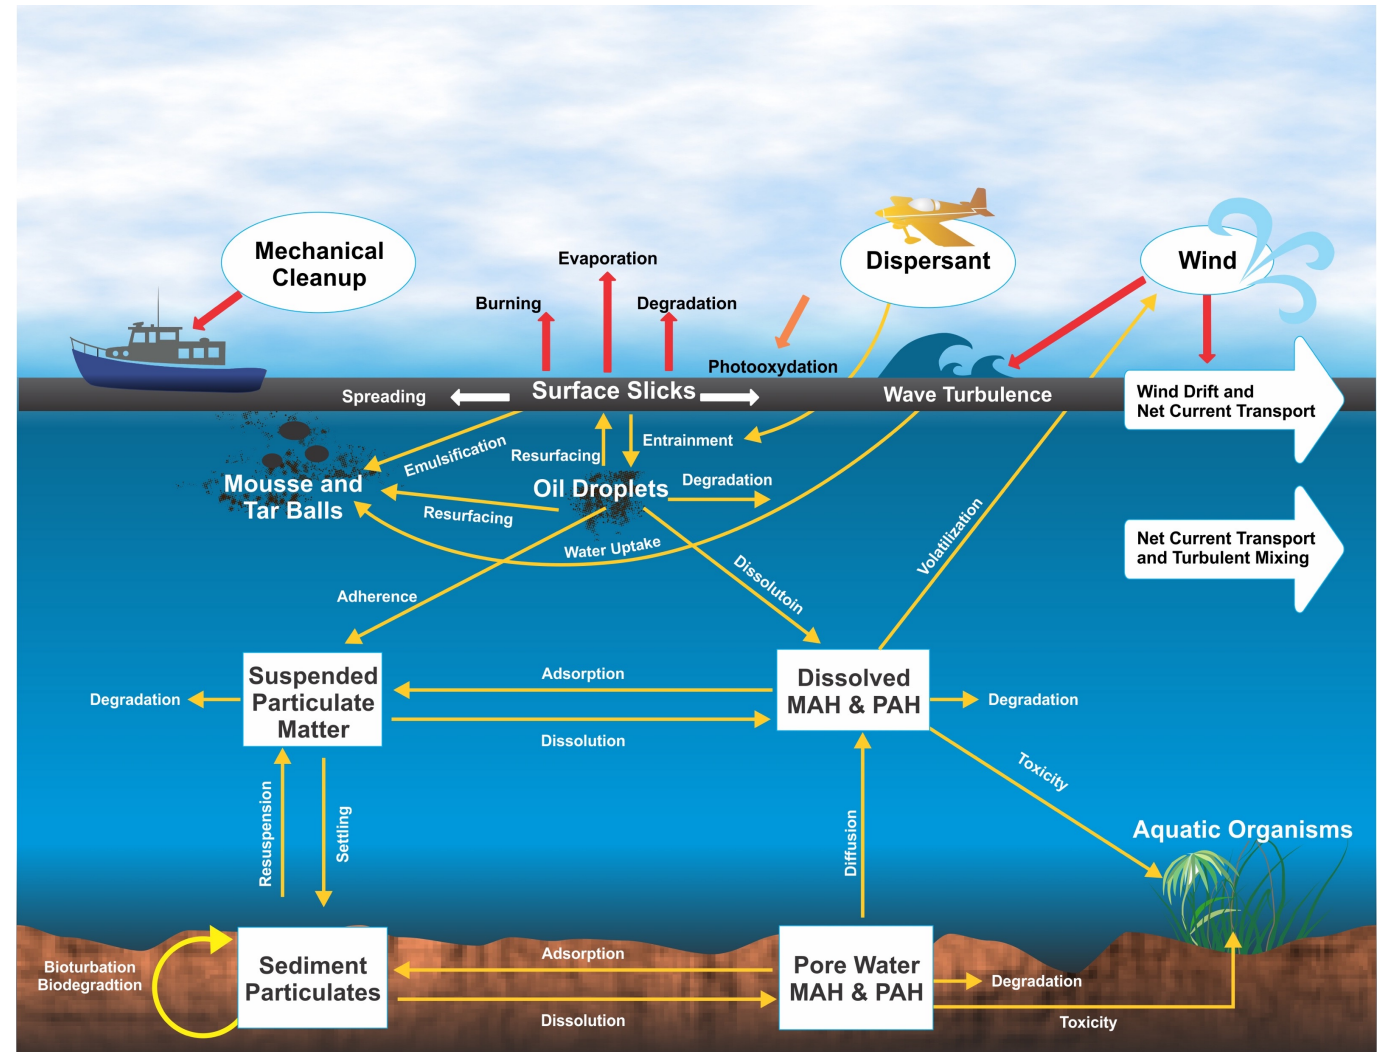 Mechanical
Cleanup
Evaporation
Burning
Degradation
Photooxydation
Dispersant
Wind
Spreading
Surface Slicks
Wave Turbulence
Wind Drift and
Net Current Transport
Emulsification
Resurfacing
Entrainment
Mousse and
Tar Balls
Oil Droplets
Degradation
Resurfacing
Water Uptake
Net Current Transport
and Turbulent Mixing
Volatilization
Adherence
Dissolutoin
Suspended
Particulate
Matter
Degradation
Adsorption
Dissolution
Dissolved
MAH & PAH
Degradation
Toxicity
Resuspension
Settling
Diffusion
Aquatic Organisms
Bioturbation
Biodegradtion
Sediment
Particulates
Adsorption
Dissolution
Pore Water
MAH & PAH
Degradation
Toxicity